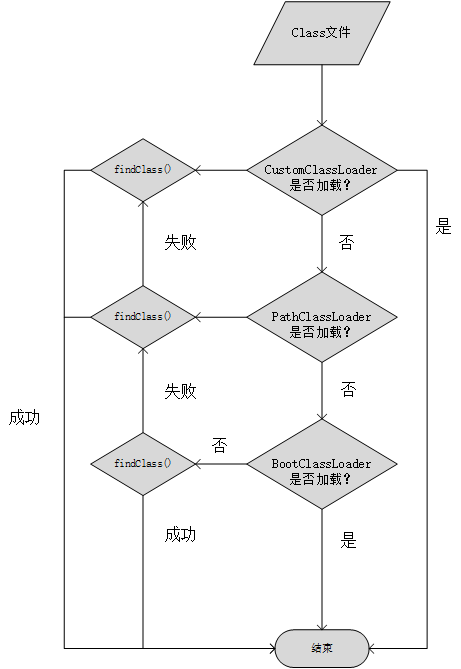 Class文件
CustomClassLoader
是否加载？
findClass()
是
失败
否
PathClassLoader
是否加载？
findClass()
失败
否
成功
BootClassLoader
是否加载？
否
findClass()
成功
是
结束